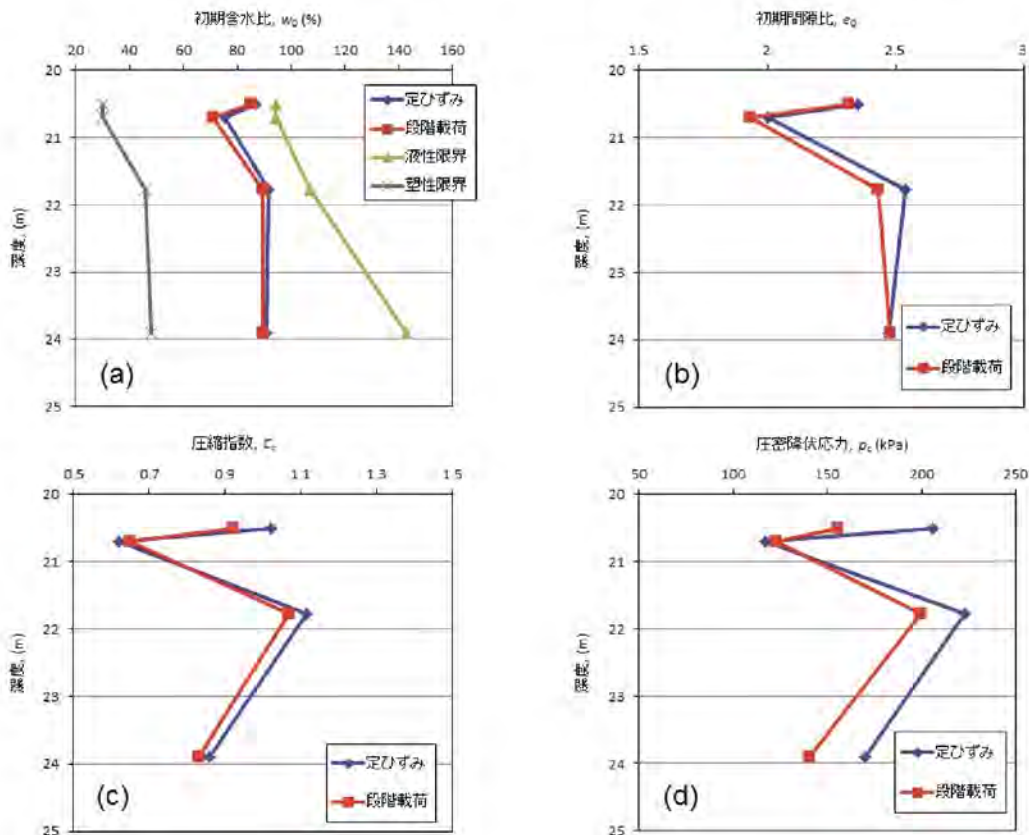 初期含水比, w0 (%)
20 40 60 80 100 120 140 160
20
21
22
23
24
25
深度, (m)
定ひずみ
段階載荷
液性限界
塑性限界
(a)
初期間隙比, e0
1.5 2 2.5 3
20
21
22
23
24
25
深度, (m)
定ひずみ
段階載荷
(b)
圧縮指数, Cc
0.5 0.7 0.9 1.1 1.3 1.5
20
21
22
23
24
25
深度, (m)
定ひずみ
段階載荷
(c)
圧密降伏応力, pc (kPa)
50 100 150 200 250
20
21
22
23
24
25
深度, (m)
定ひずみ
段階載荷
(d)